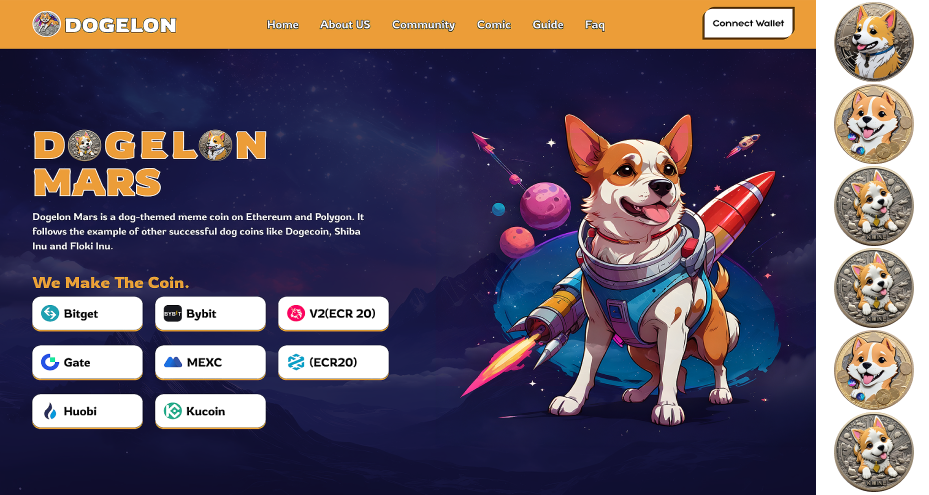 DOGELON
Home
About US
Community
Comic
Guide
Faq
Connect Wallet
DOGELON
MARS
Dogelon Mars is a dog-themed meme coin on Ethereum and Polygon. It
follows the example of other successful dog coins like Dogecoin, Shiba
Inu and Floki Inu.
We Make The Coin.
Bitget
BYBIT Bybit
V2(ECR 20)
Gate
MEXC
(ECR20)
Huobi
Kucoin